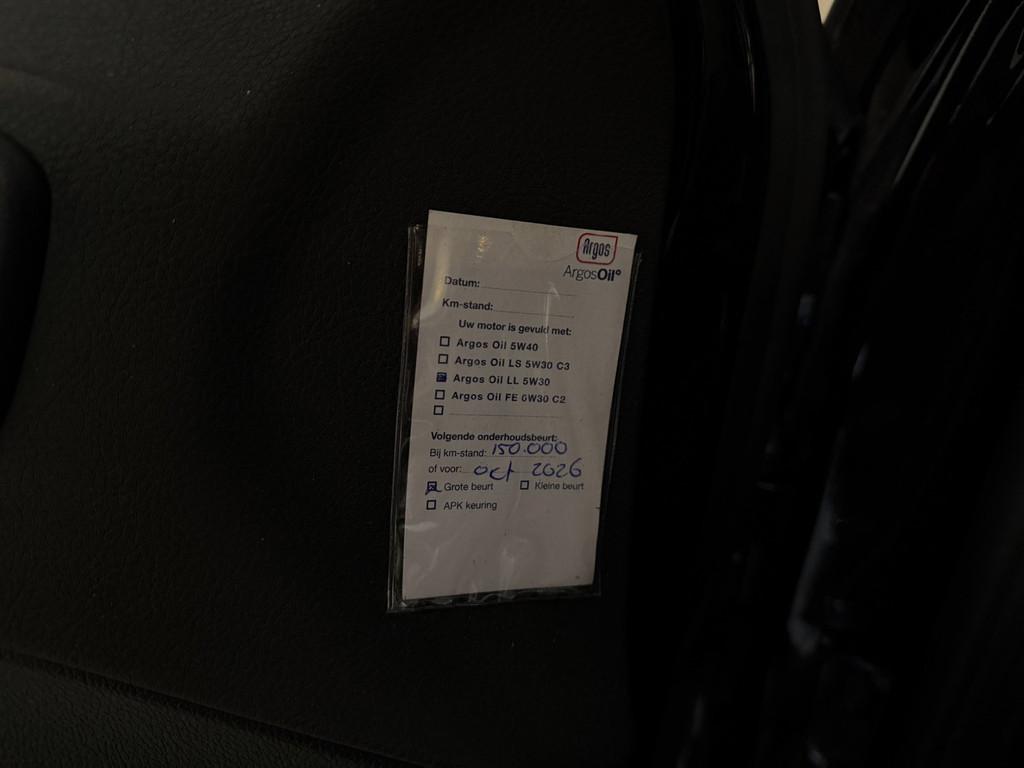 Argos
ArgosOil°
Datum:
Km-stand:
Uw motor is gevuld met:
Argos Oil 5W40
Argos Oil LS 5W30 C3
Argos Oil LL 5W30
Argos Oil FE 0W30 C2
Volgende onderhoudsbeurt:
Bij km-stand: 150.000
of voor: oct 2026
Grote beurt Kleine beurt
APK keuring